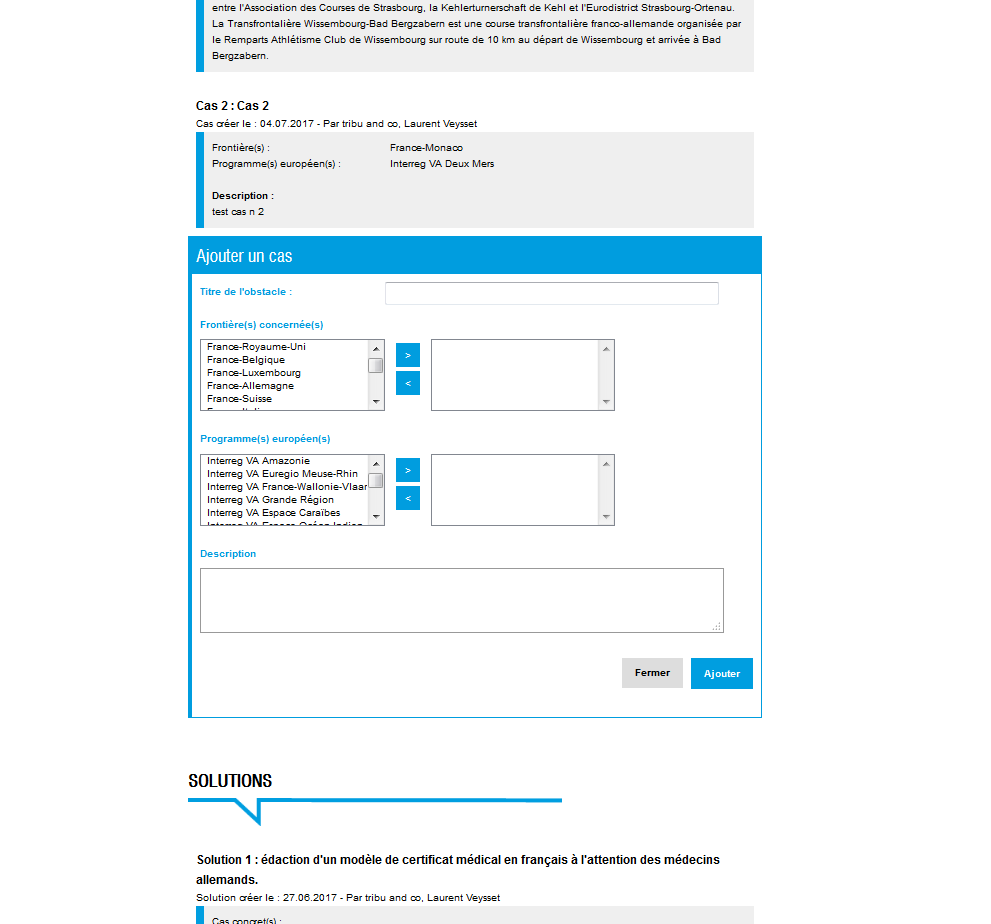 entre l'Association des Courses de Strasbourg, la Kehlerturnerschaft de Kehl et l'Eurodistrict Strasbourg-Ortenau.
La Transfrontalière Wissembourg-Bad Bergzabern est une course transfrontalière franco-allemande organisée par
le Remparts Athlétisme Club de Wissembourg sur route de 10 km au départ de Wissembourg et arrivée à Bad
Bergzabern.
Cas 2 : Cas 2
Cas créer le : 04.07.2017 - Par tribu and co, Laurent Veysset
Frontière(s) : France-Monaco
Programme(s) européen(s) : Interreg VA Deux Mers
Description :
test cas n 2
Ajouter un cas
Titre de l'obstacle :
Frontière(s) concernée(s)
France-Royaume-Uni
France-Belgique
France-Luxembourg
France-Allemagne
France-Suisse
>
<
Programme(s) européen(s)
Interreg VA Amazonie
Interreg VA Euregio Meuse-Rhin
Interreg VA France-Wallonie-Vlaan
Interreg VA Grande Région
Interreg VA Espace Caraïbes
>
<
Description
Fermer Ajouter
SOLUTIONS
Solution 1 : édaction d'un modèle de certificat médical en français à l'attention des médecins
allemands.
Solution créer le : 27.06.2017 - Par tribu and co, Laurent Veysset
Cas concret(s) :